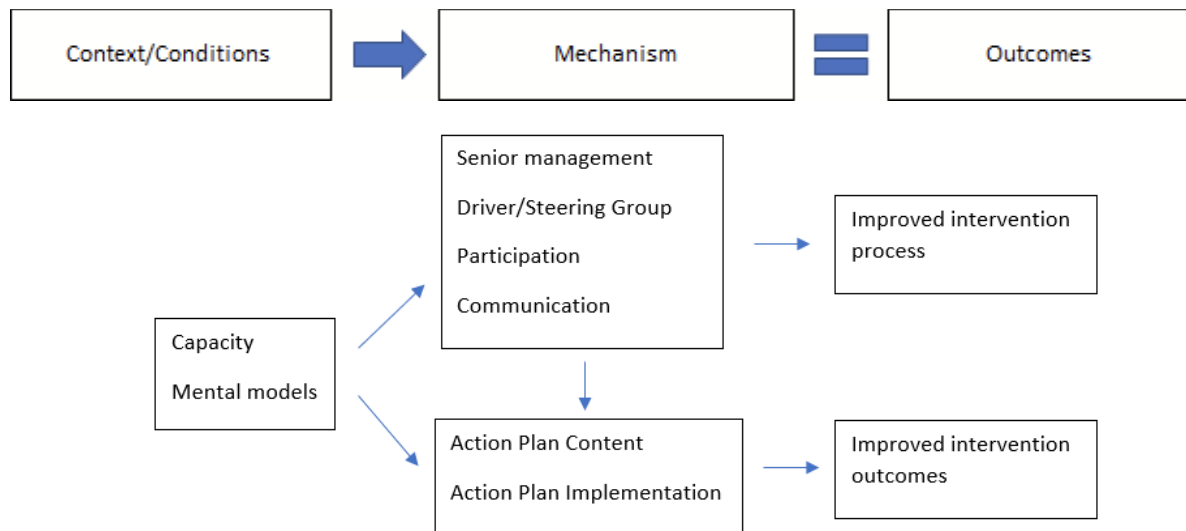 Context/Conditions
Mechanism
Outcomes
Senior management
Driver/Steering Group
Participation
Communication
Improved intervention
process
Capacity
Mental models
Action Plan Content
Action Plan Implementation
Improved intervention
outcomes